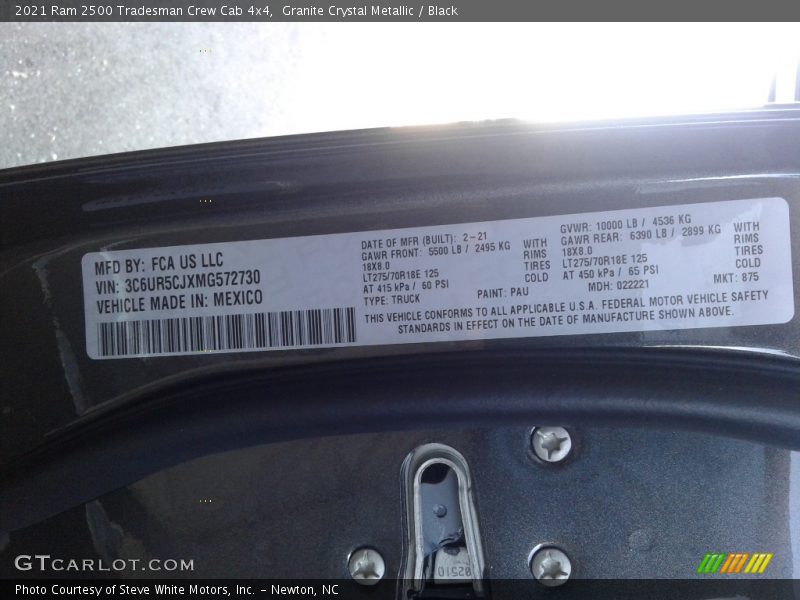 2021 Ram 2500 Tradesman Crew Cab 4x4, Granite Crystal Metallic / Black
MFD BY: FCA US LLC
VIN: 3C6UR5CJXMG572730
VEHICLE MADE IN: MEXICO
DATE OF MFR (BUILT): 2-21
GAWR FRONT: 5500 LB / 2495 KG
18X8.0
LT275/70R18E 125
AT 415 kPa / 60 PSI
TYPE: TRUCK
WITH
RIMS
TIRES
COLD
PAINT: PAU
GVWR: 10000 LB / 4536 KG
GAWR REAR: 6390 LB / 2899 KG
18X8.0
LT275/70R18E 125
AT 450 kPa / 65 PSI
MDH: 022221
WITH
RIMS
TIRES
COLD
MKT: 875
THIS VEHICLE CONFORMS TO ALL APPLICABLE U.S.A. FEDERAL MOTOR VEHICLE SAFETY
STANDARDS IN EFFECT ON THE DATE OF MANUFACTURE SHOWN ABOVE.
02510
GTCARLOT.COM
Photo Courtesy of Steve White Motors, Inc. - Newton, NC